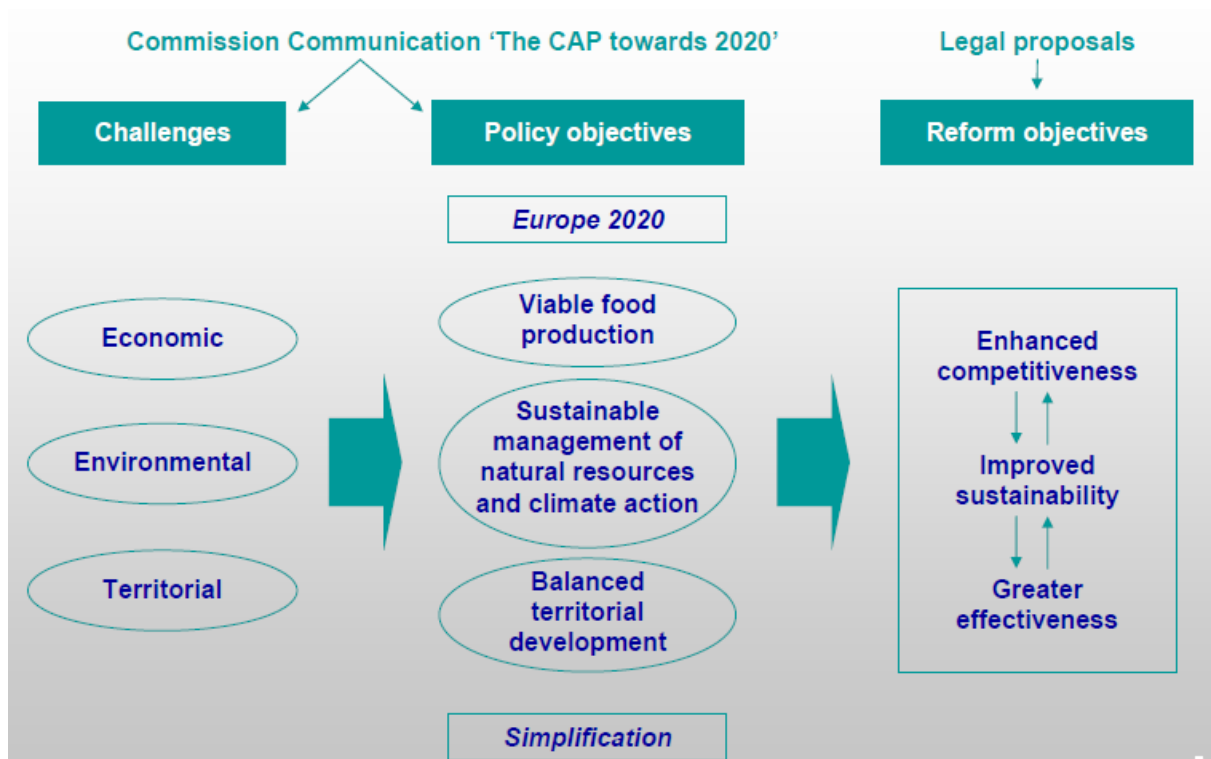 Commission Communication ‘The CAP towards 2020’
Legal proposals
Challenges
Policy objectives
Reform objectives
Europe 2020
Economic
Environmental
Territorial
Viable food
production
Sustainable
management of
natural resources
and climate action
Balanced
territorial
development
Simplification
Enhanced
competitiveness
Improved
sustainability
Greater
effectiveness